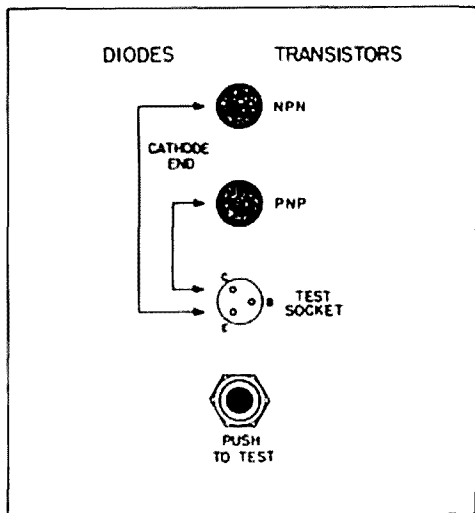 DIODES TRANSISTORS
NPN
CATHODE
END
PNP
C
B
E
TEST
SOCKET
PUSH
TO TEST